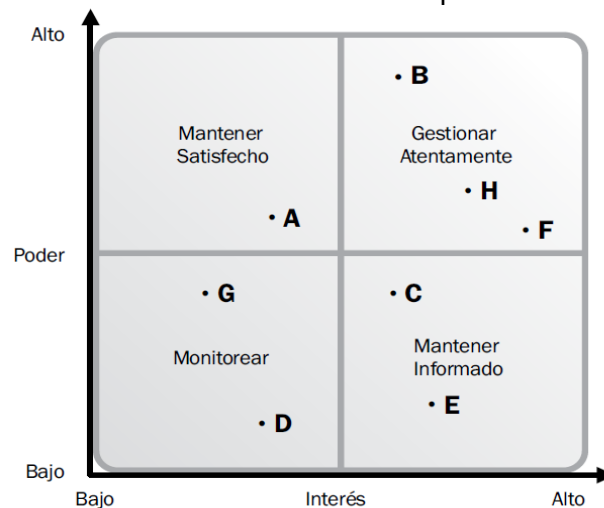 Alto
B
Mantener
Satisfecho
Gestionar
Atentamente
H
A
F
Poder
G
C
Monitorear
Mantener
Informado
E
D
Bajo
Bajo
Interés
Alto